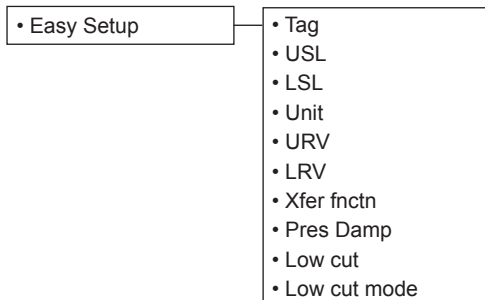 • Easy Setup
• Tag
• USL
• LSL
• Unit
• URV
• LRV
• Xfer fnctn
• Pres Damp
• Low cut
• Low cut mode